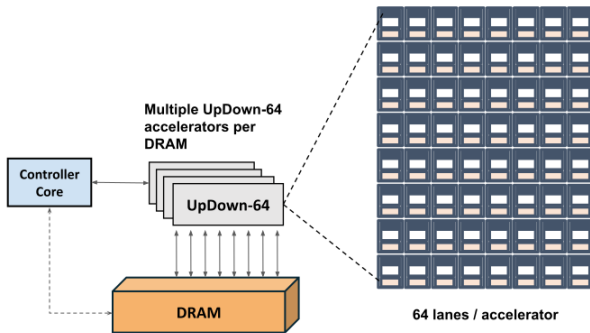 Multiple UpDown-64
accelerators per
DRAM
Controller
Core
UpDown-64
DRAM
64 lanes / accelerator